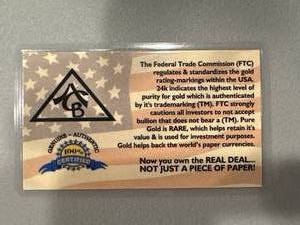 The Federal Trade Commission (FTC)
regulates & standardizes the gold
rating-markings within the USA.
24k indicates the highest level of
purity for gold which is authenticated
by it's trademarking (TM). FTC strongly
cautions all investors to not accept
bullion that does not bear a (TM). Pure
Gold is RARE, which helps retain it's
value & is used for investment purposes.
Gold helps back the world's paper currencies.
Now you own the REAL DEAL...
NOT JUST A PIECE OF PAPER!
ACB
GENUINE - AUTHENTIC
100%
CERTIFIED